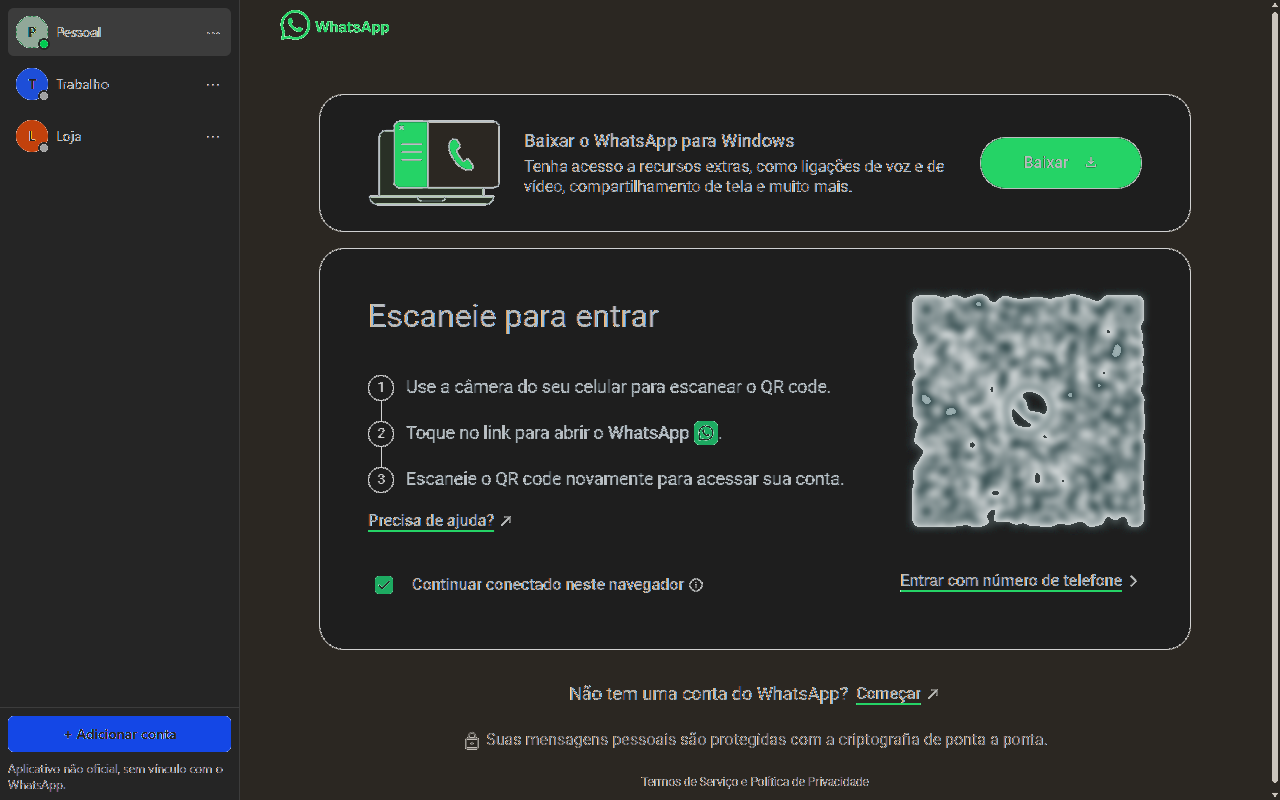 P Pessoal ...
T Trabalho ...
L Loja ...
+ Adicionar conta
Aplicativo não oficial, sem vínculo com o
WhatsApp.
WhatsApp
Baixar o WhatsApp para Windows
Tenha acesso a recursos extras, como ligações de voz e de
vídeo, compartilhamento de tela e muito mais.
Baixar
Escaneie para entrar
1 Use a câmera do seu celular para escanear o QR code.
2 Toque no link para abrir o WhatsApp .
3 Escaneie o QR code novamente para acessar sua conta.
Precisa de ajuda?
Continuar conectado neste navegador
Entrar com número de telefone
Não tem uma conta do WhatsApp? Começar
Suas mensagens pessoais são protegidas com a criptografia de ponta a ponta.
Termos de Serviço e Política de Privacidade